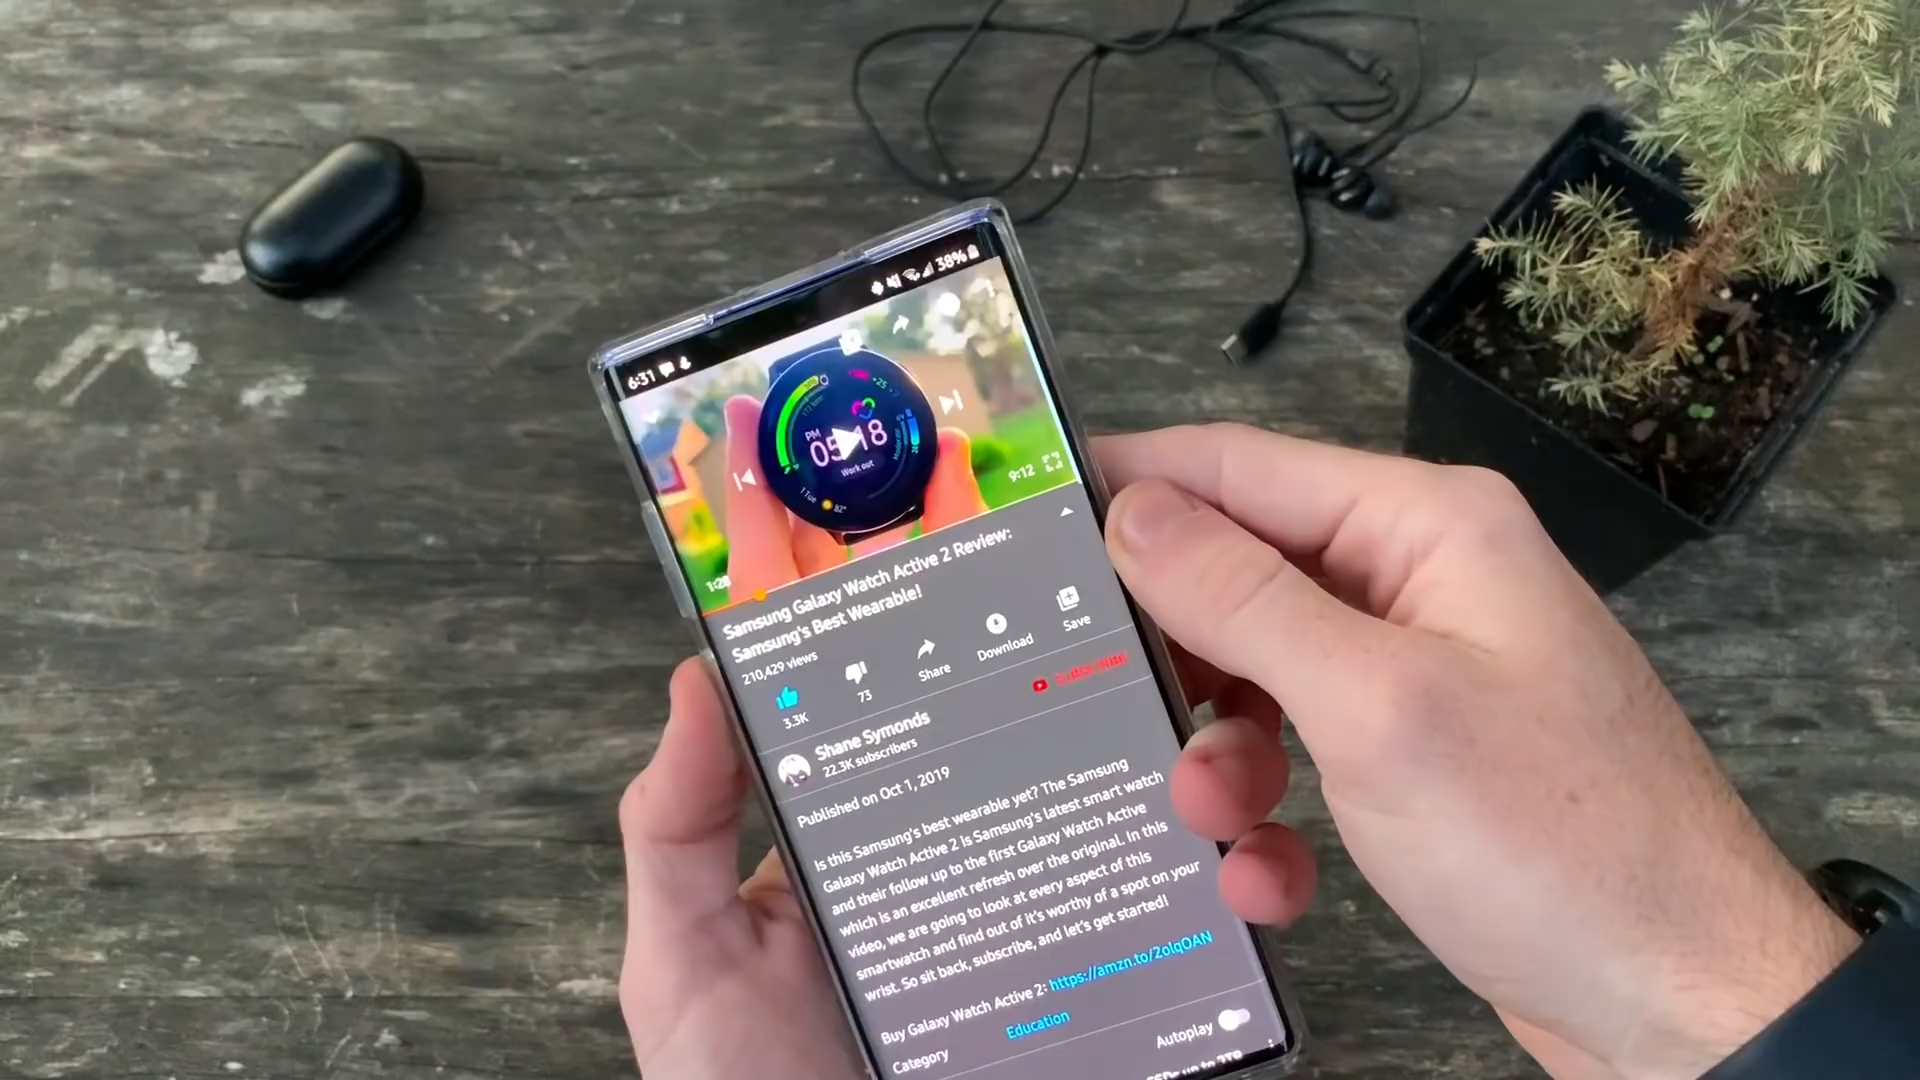 6:31
38%
PM
05:18
Work out
1 Tue
82°
Moderate
+25
9:12
1:28
Samsung Galaxy Watch Active 2 Review:
Samsung's Best Wearable!
210,429 views
3.3K
73
Share
Download
Save
Shane Symonds
22.3K subscribers
SUBSCRIBE
Published on Oct 1, 2019
Is this Samsung's best wearable yet? The Samsung
Galaxy Watch Active 2 is Samsung's latest smart watch
and their follow up to the first Galaxy Watch Active
which is an excellent refresh over the original. In this
video, we are going to look at every aspect of this
smartwatch and find out of it's worthy of a spot on your
wrist. So sit back, subscribe, and let's get started!
Buy Galaxy Watch Active 2: https://amzn.to/2olqOAN
Category
Education
Autoplay